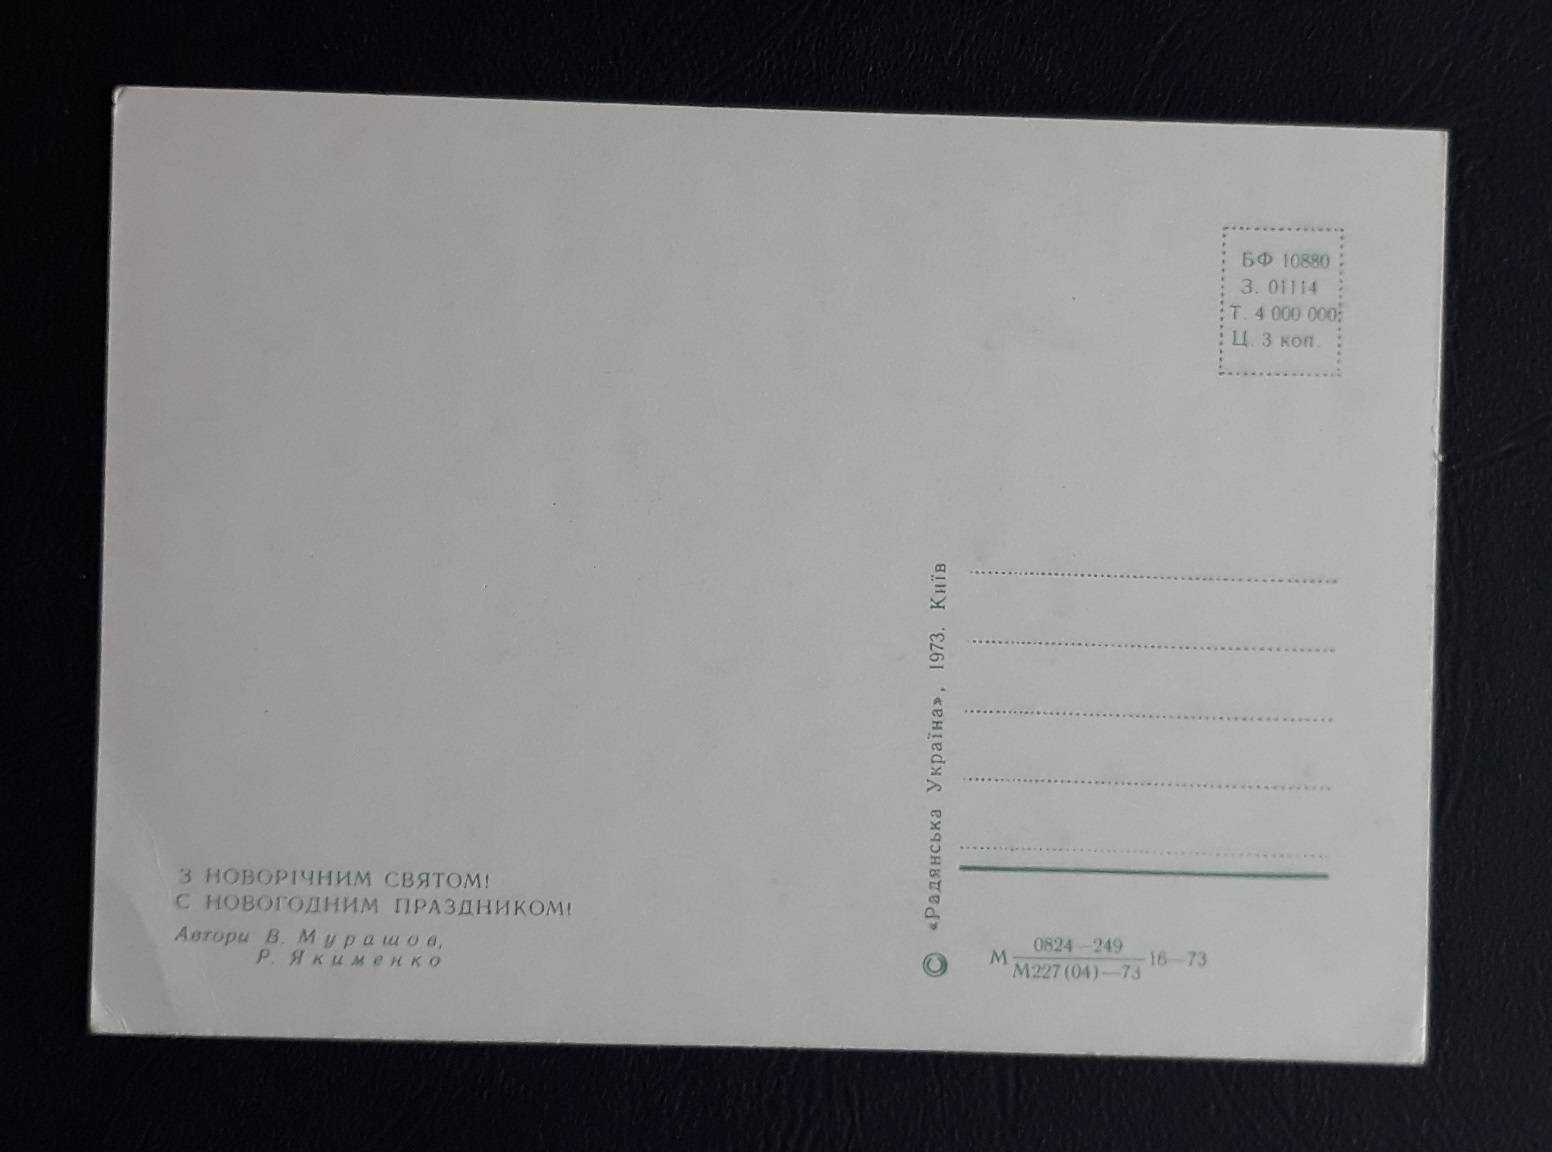 БФ 10880
З. 01114
Т. 4 000 000
Ц. 3 коп.
З НОВОРІЧНИМ СВЯТОМ!
С НОВОГОДНИМ ПРАЗДНИКОМ!
Автори В. Мурашов,
Р. Якименко
© «Радянська Україна», 1973. Київ
М 0824—249
М227(04)—73 16—73